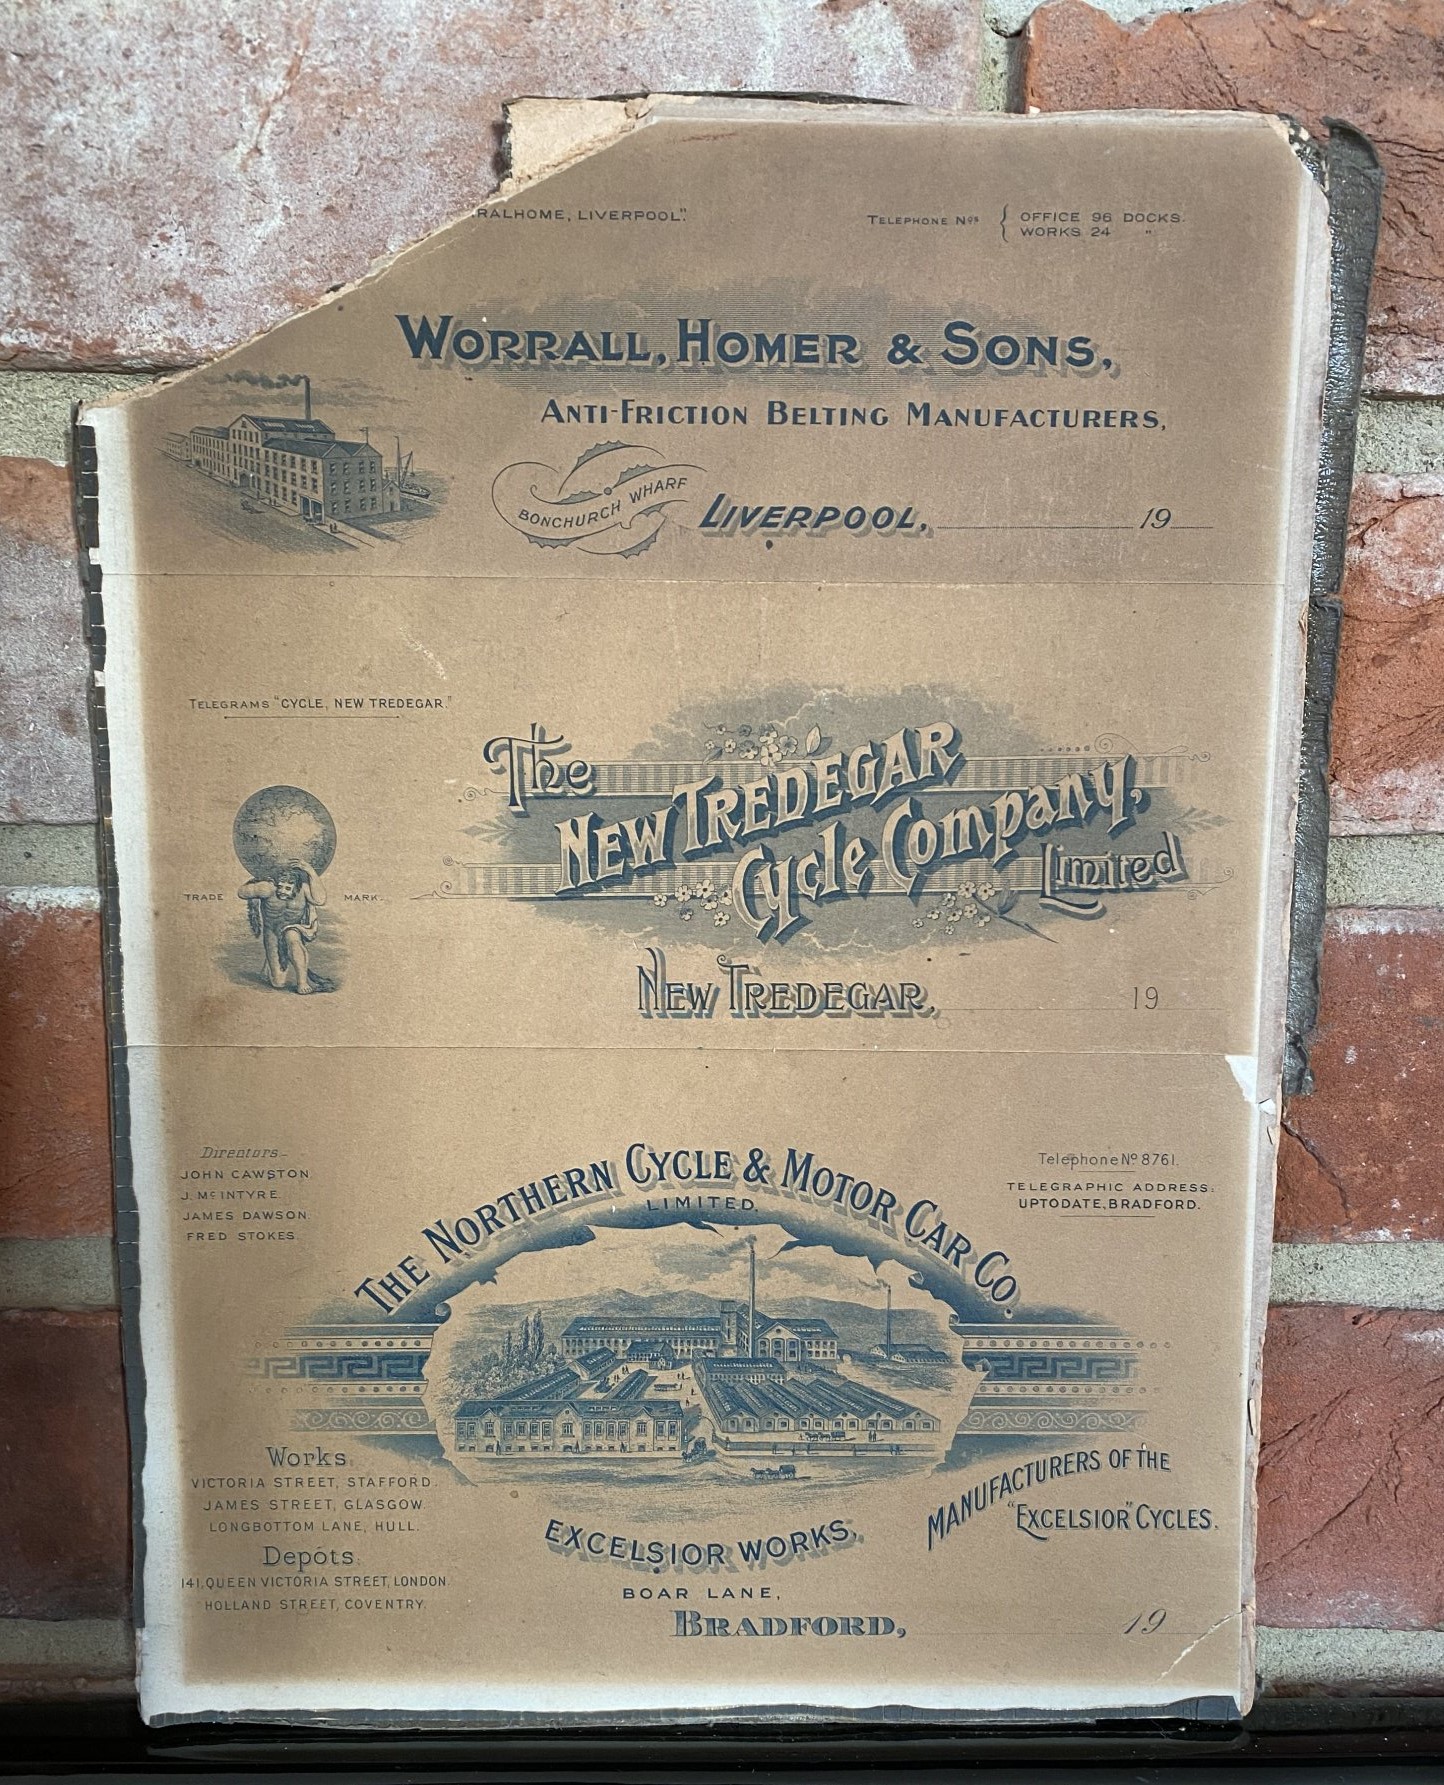 RALHOME, LIVERPOOL".
TELEPHONE Nos { OFFICE 96 DOCKS.
WORKS 24 "
WORRALL, HOMER & SONS,
ANTI-FRICTION BELTING MANUFACTURERS,
BONCHURCH WHARF
LIVERPOOL, 19
TELEGRAMS "CYCLE, NEW TREDEGAR."
The
NEW TREDEGAR
Cycle Company,
Limited
TRADE MARK.
NEW TREDEGAR, 19
Directors—
JOHN CAWSTON.
J. McINTYRE.
JAMES DAWSON.
FRED STOKES.
THE NORTHERN CYCLE & MOTOR CAR CO.
LIMITED.
Telephone No 8761.
TELEGRAPHIC ADDRESS:
UPTODATE, BRADFORD.
Works.
VICTORIA STREET, STAFFORD.
JAMES STREET, GLASGOW.
LONGBOTTOM LANE, HULL.
Depóts.
141, QUEEN VICTORIA STREET, LONDON.
HOLLAND STREET, COVENTRY.
MANUFACTURERS OF THE
"EXCELSIOR" CYCLES.
EXCELSIOR WORKS,
BOAR LANE,
BRADFORD, 19